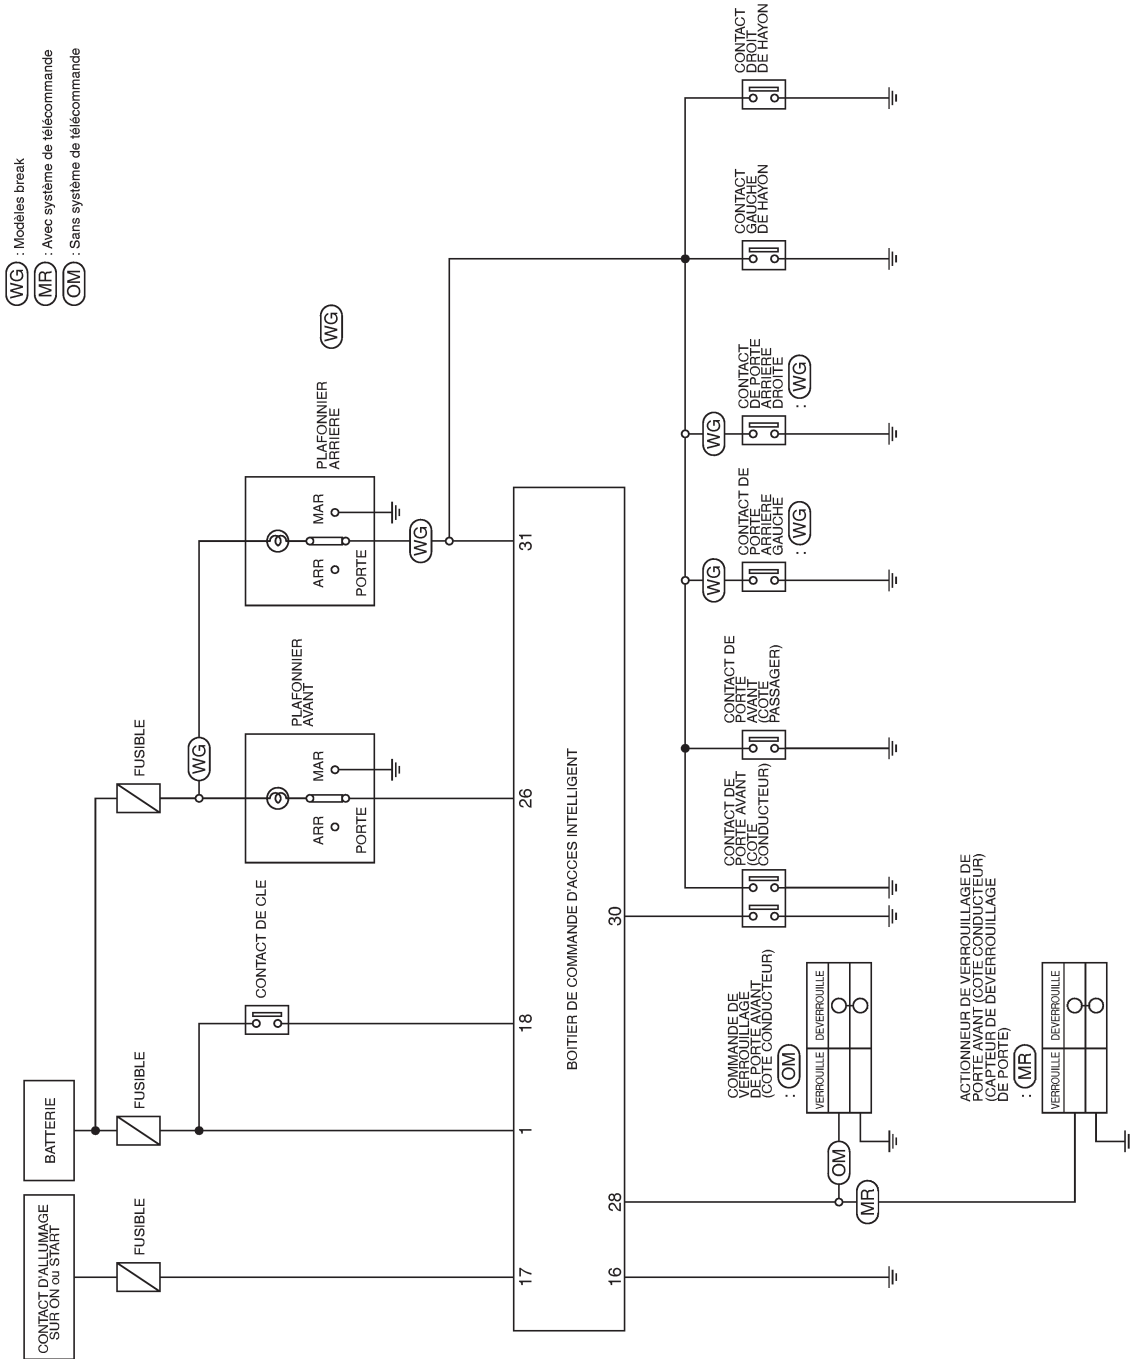 WG : Modèles break
MR : Avec système de télécommande
OM : Sans système de télécommande
CONTACT D'ALLUMAGE
SUR ON ou START
BATTERIE
FUSIBLE
FUSIBLE
FUSIBLE
WG
CONTACT DE CLE
PLAFONNIER
AVANT
ARR
MAR
PORTE
PLAFONNIER
ARRIERE
WG
ARR
MAR
PORTE
WG
17
1
18
26
31
BOITIER DE COMMANDE D'ACCES INTELLIGENT
16
28
30
OM
MR
COMMANDE DE
VERROUILLAGE
DE PORTE AVANT
(COTE CONDUCTEUR)
: OM
VERROUILLE
DEVERROUILLE
ACTIONNEUR DE VERROUILLAGE DE
PORTE AVANT (COTE CONDUCTEUR)
(CAPTEUR DE DEVERROUILLAGE
DE PORTE)
: MR
VERROUILLE
DEVERROUILLE
CONTACT DE
PORTE AVANT
(COTE
CONDUCTEUR)
CONTACT DE
PORTE
AVANT
(COTE
PASSAGER)
WG
CONTACT DE
PORTE
ARRIERE
GAUCHE
: WG
WG
CONTACT
DE PORTE
ARRIERE
DROITE
: WG
CONTACT
GAUCHE
DE HAYON
CONTACT
DROIT
DE HAYON